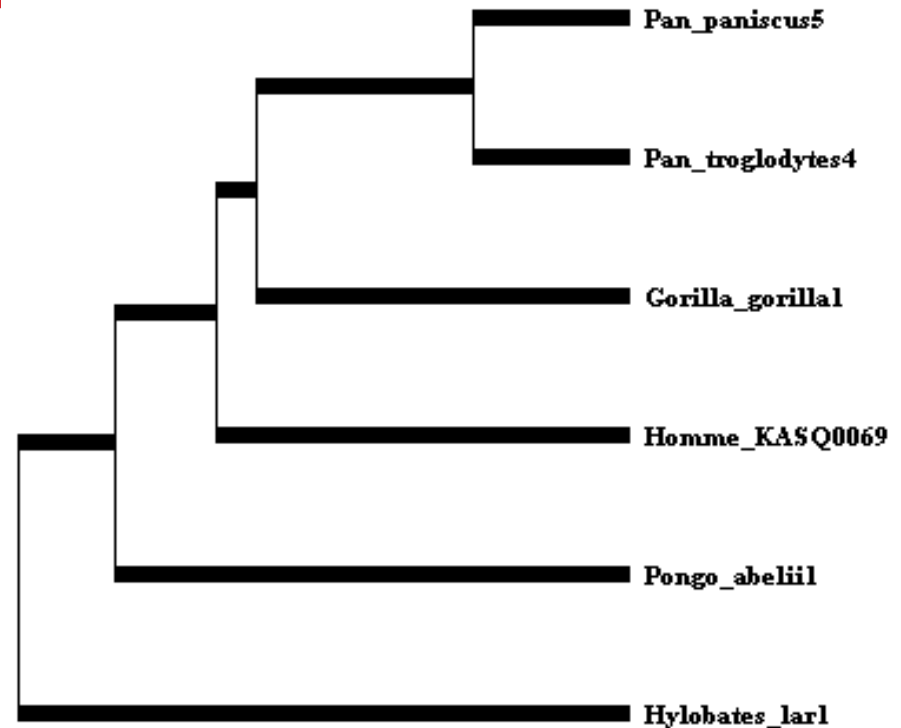 Pan_paniscus5
Pan_troglodytes4
Gorilla_gorilla1
Homme_KASQ0069
Pongo_abelii1
Hylobates_lar1